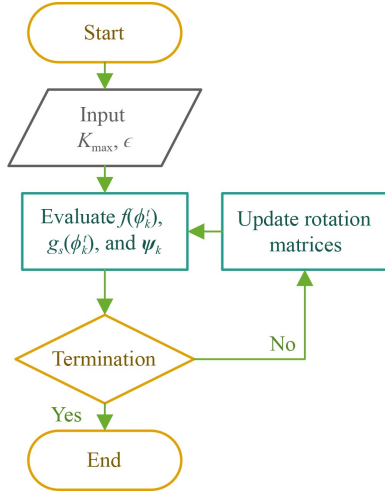 Start
Input
K_max, ϵ
Evaluate f(ϕ_k^t),
g_s(ϕ_k^t), and ψ_k
Update rotation
matrices
Termination
No
Yes
End